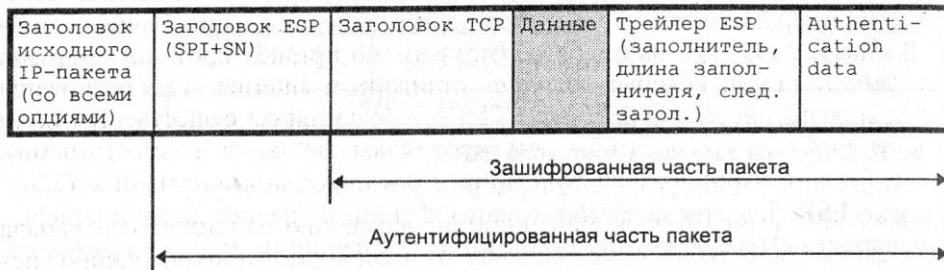 Заголовок исходного IP-пакета (со всеми опциями)
Заголовок ESP (SPI+SN)
Заголовок TCP
Данные
Трейлер ESP (заполнитель, длина запол-нителя, след. загол.)
Authenti-cation data
Зашифрованная часть пакета
Аутентифицированная часть пакета